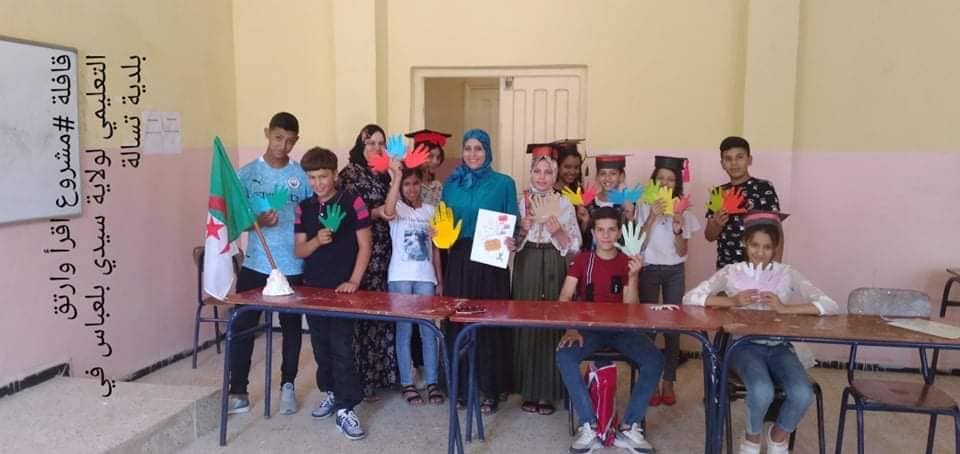 قافلة #مشروع اقرأ وارتق
التعليمي لولاية سيدي بلعباس في
بلدية تسالة